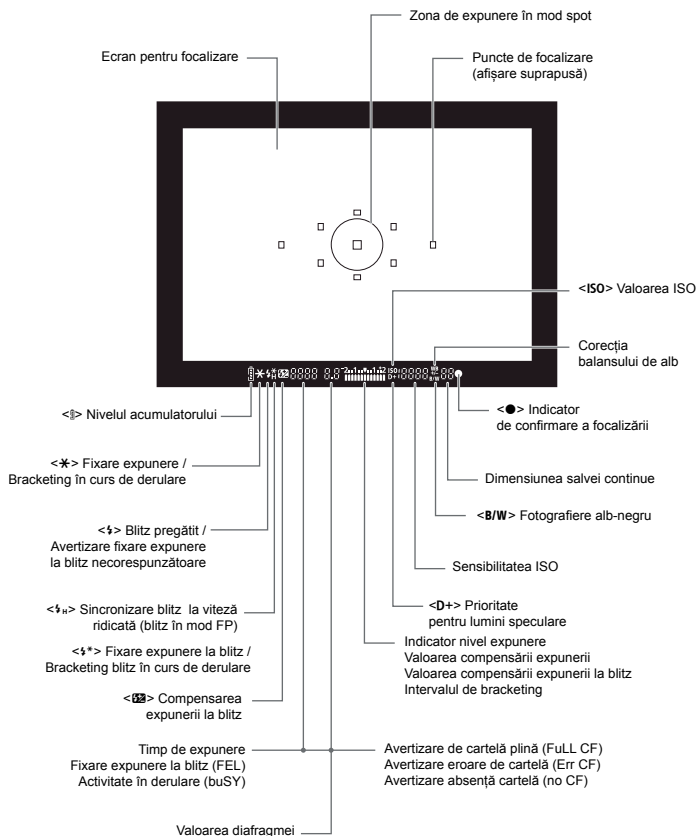 Zona de expunere în mod spot
Ecran pentru focalizare
Puncte de focalizare
(afișare suprapusă)
<ISO> Valoarea ISO
Corecția
balansului de alb
<●> Indicator
de confirmare a focalizării
Nivelul acumulatorului
<✱> Fixare expunere /
Bracketing în curs de derulare
Dimensiunea salvei continue
<B/W> Fotografiere alb-negru
<⚡> Blitz pregătit /
Avertizare fixare expunere
la blitz necorespunzătoare
Sensibilitatea ISO
<⚡H> Sincronizare blitz la viteză
ridicată (blitz în mod FP)
<D+> Prioritate
pentru lumini speculare
<⚡*> Fixare expunere la blitz /
Bracketing blitz în curs de derulare
Indicator nivel expunere
Valoarea compensării expunerii
Valoarea compensării expunerii la blitz
Intervalul de bracketing
Compensarea
expunerii la blitz
Timp de expunere
Fixare expunere la blitz (FEL)
Activitate în derulare (buSY)
Avertizare de cartelă plină (FuLL CF)
Avertizare eroare de cartelă (Err CF)
Avertizare absență cartelă (no CF)
Valoarea diafragmei